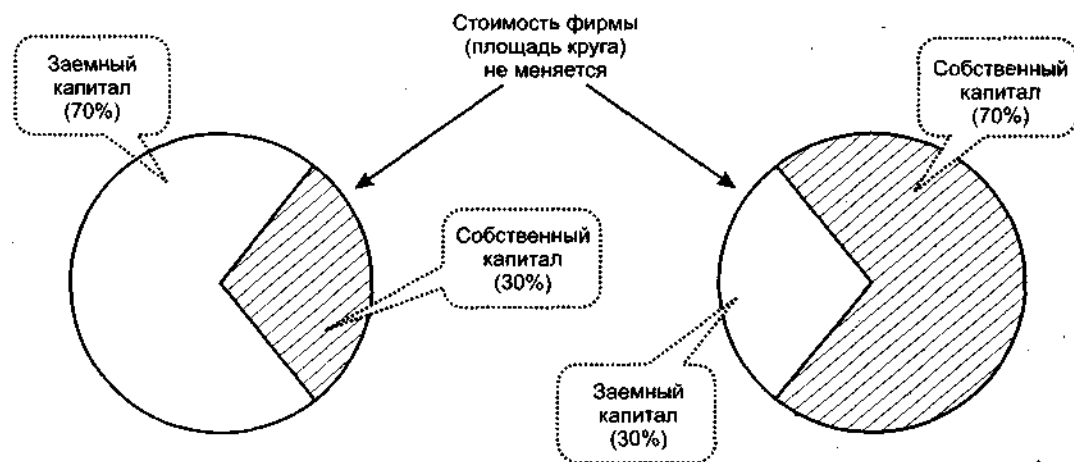 Стоимость фирмы
(площадь круга)
не меняется
Заемный
капитал
(70%)
Собственный
капитал
(30%)
Собственный
капитал
(70%)
Заемный
капитал
(30%)